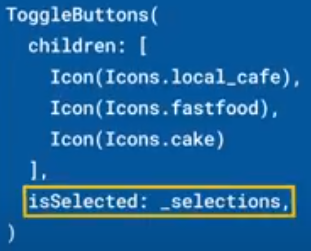 ToggleButtons(
  children: [
    Icon(Icons.local_cafe),
    Icon(Icons.fastfood),
    Icon(Icons.cake)
  ],
  isSelected: _selections,
)